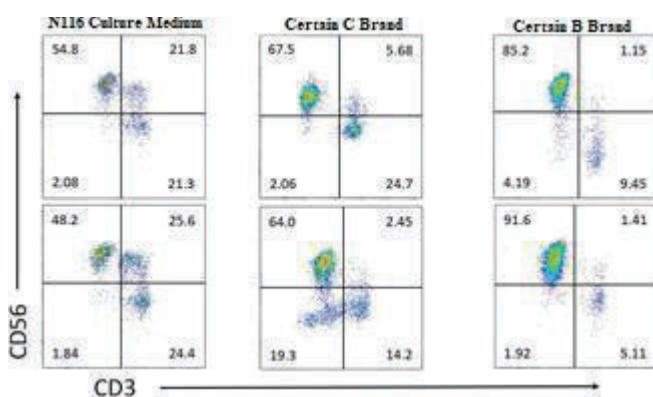 N116 Culture Medium Certain C Brand Certain B Brand
54.8 21.8 67.5 5.68 85.2 1.15
2.08 21.3 2.06 24.7 4.19 9.45
48.2 25.6 64.0 2.45 91.6 1.41
1.84 24.4 19.3 14.2 1.92 5.11
CD56
CD3